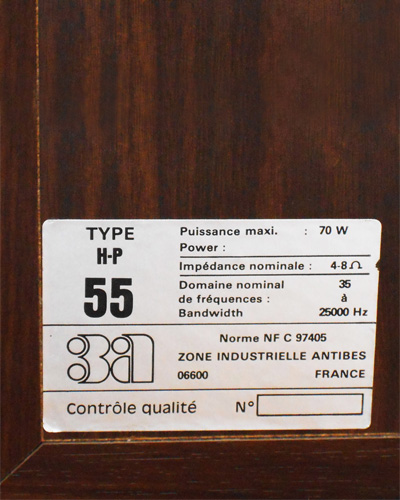 TYPE
H-P
55
Puissance maxi. : 70 W
Power :
Impédance nominale : 4-8 Ω
Domaine nominal 35
de fréquences : à
Bandwidth 25000 Hz
3A
Norme NF C 97405
ZONE INDUSTRIELLE ANTIBES
06600 FRANCE
Contrôle qualité N°